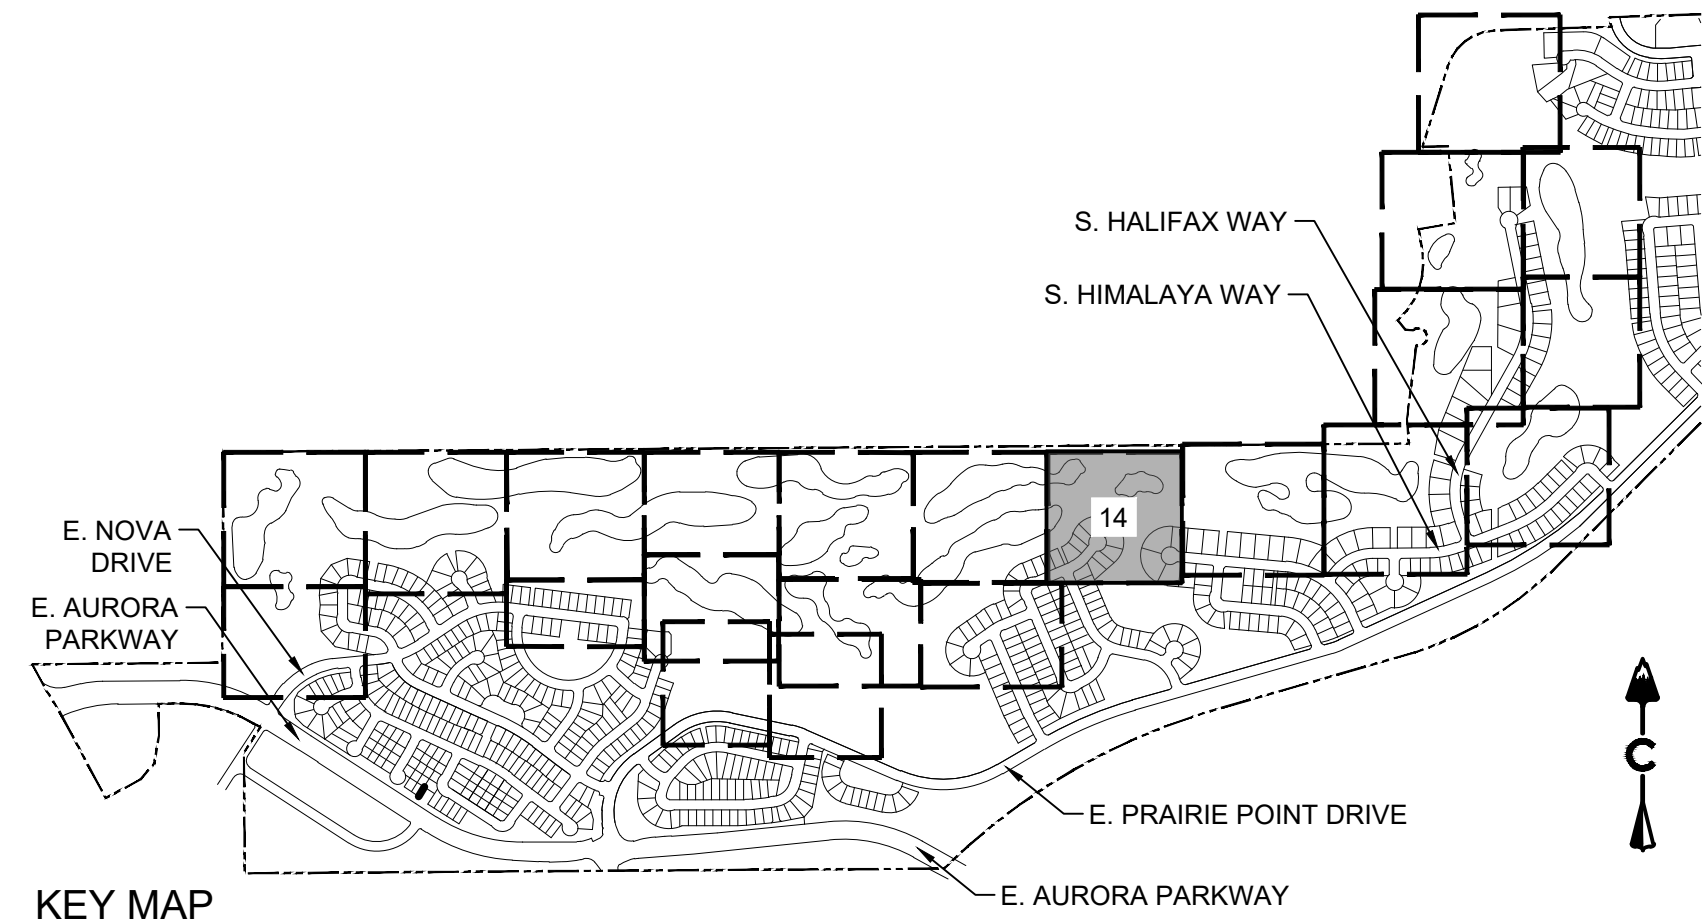 S. HALIFAX WAY
S. HIMALAYA WAY
14
E. NOVA
DRIVE
E. AURORA
PARKWAY
E. PRAIRIE POINT DRIVE
E. AURORA PARKWAY
KEY MAP